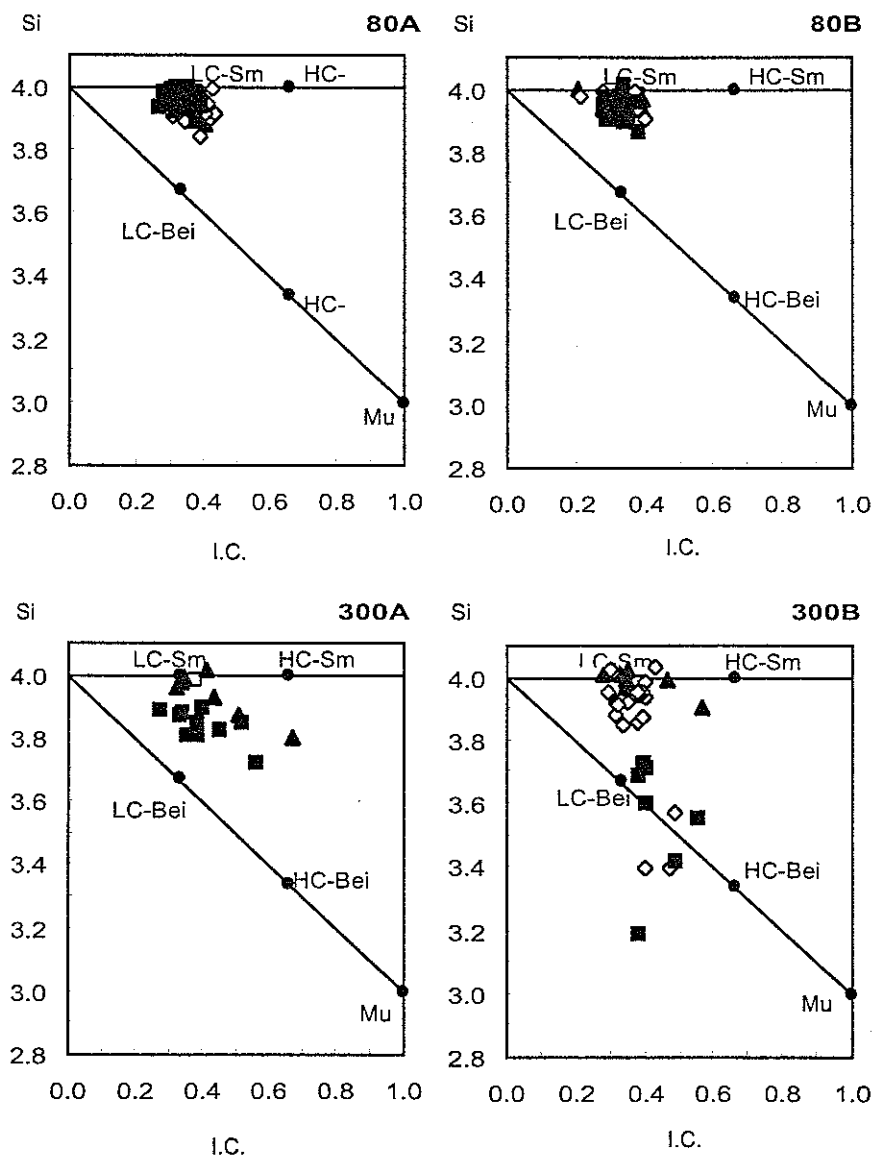 Si 80A
4.0
3.8
3.6
3.4
3.2
3.0
2.8
LC-Sm HC-
LC-Bei
HC-
Mu
0.0 0.2 0.4 0.6 0.8 1.0
I.C.
Si 80B
4.0
3.8
3.6
3.4
3.2
3.0
2.8
LC-Sm HC-Sm
LC-Bei
HC-Bei
Mu
0.0 0.2 0.4 0.6 0.8 1.0
I.C.
Si 300A
4.0
3.8
3.6
3.4
3.2
3.0
2.8
LC-Sm HC-Sm
LC-Bei
HC-Bei
Mu
0.0 0.2 0.4 0.6 0.8 1.0
I.C.
Si 300B
4.0
3.8
3.6
3.4
3.2
3.0
2.8
LC-Sm HC-Sm
LC-Bei
HC-Bei
Mu
0.0 0.2 0.4 0.6 0.8 1.0
I.C.